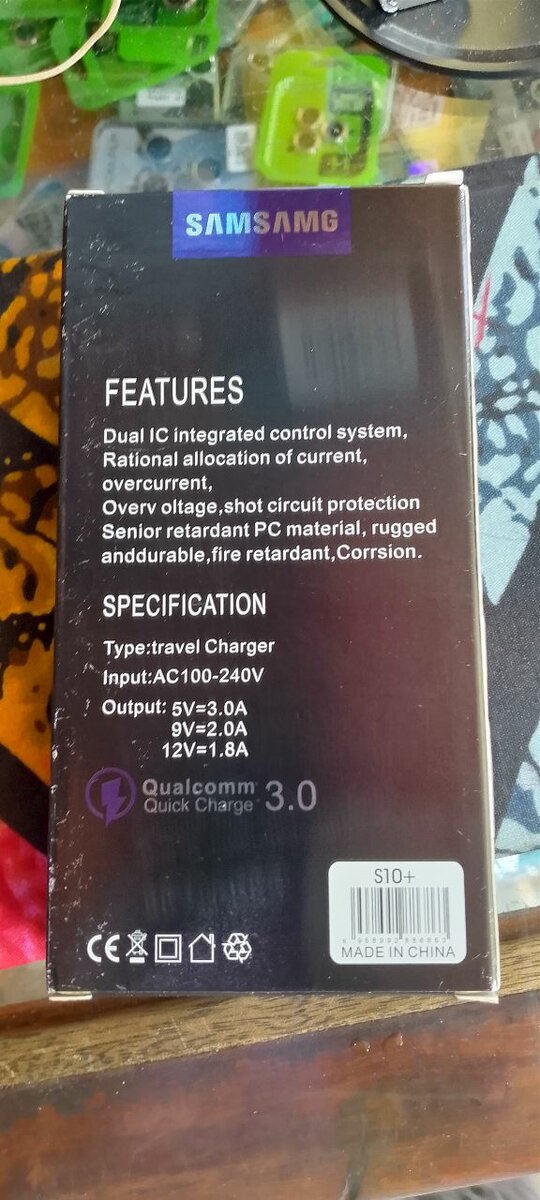 SAMSAMG
FEATURES
Dual IC integrated control system,
Rational allocation of current,
overcurrent,
Overv oltage,shot circuit protection
Senior retardant PC material, rugged
anddurable,fire retardant,Corrsion.
SPECIFICATION
Type:travel Charger
Input:AC100-240V
Output: 5V=3.0A
9V=2.0A
12V=1.8A
Qualcomm
Quick Charge™ 3.0
S10+
MADE IN CHINA